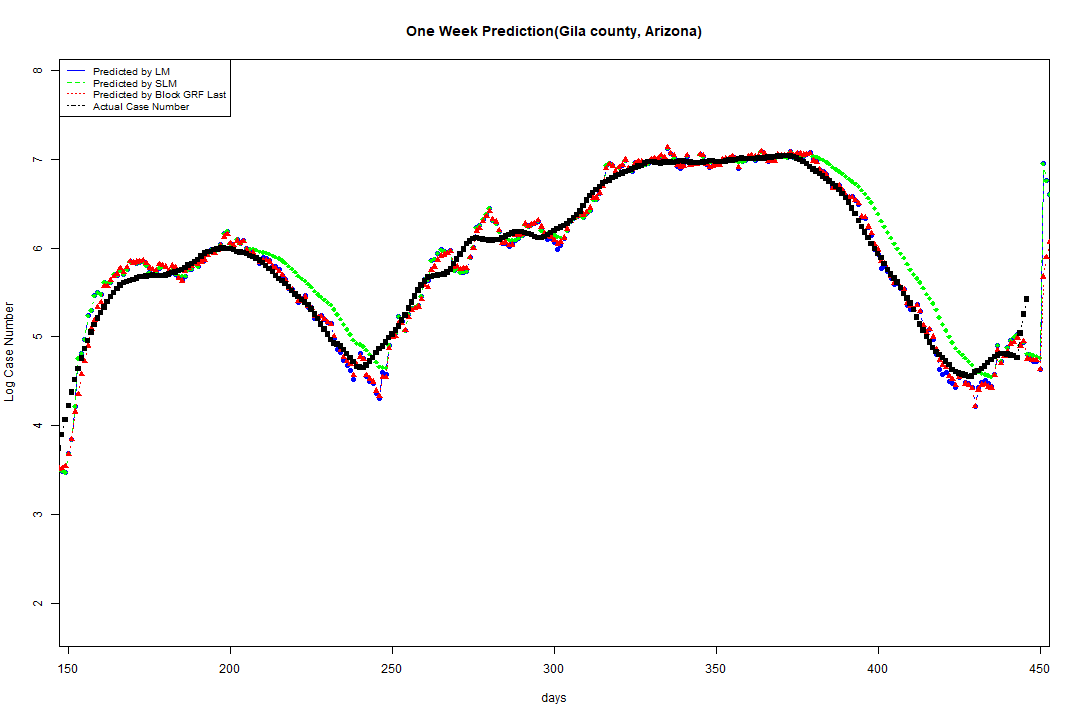 One Week Prediction(Gila county, Arizona)
Predicted by LM
Predicted by SLM
Predicted by Block GRF Last
Actual Case Number
Log Case Number
8
7
6
5
4
3
2
150 200 250 300 350 400 450
days